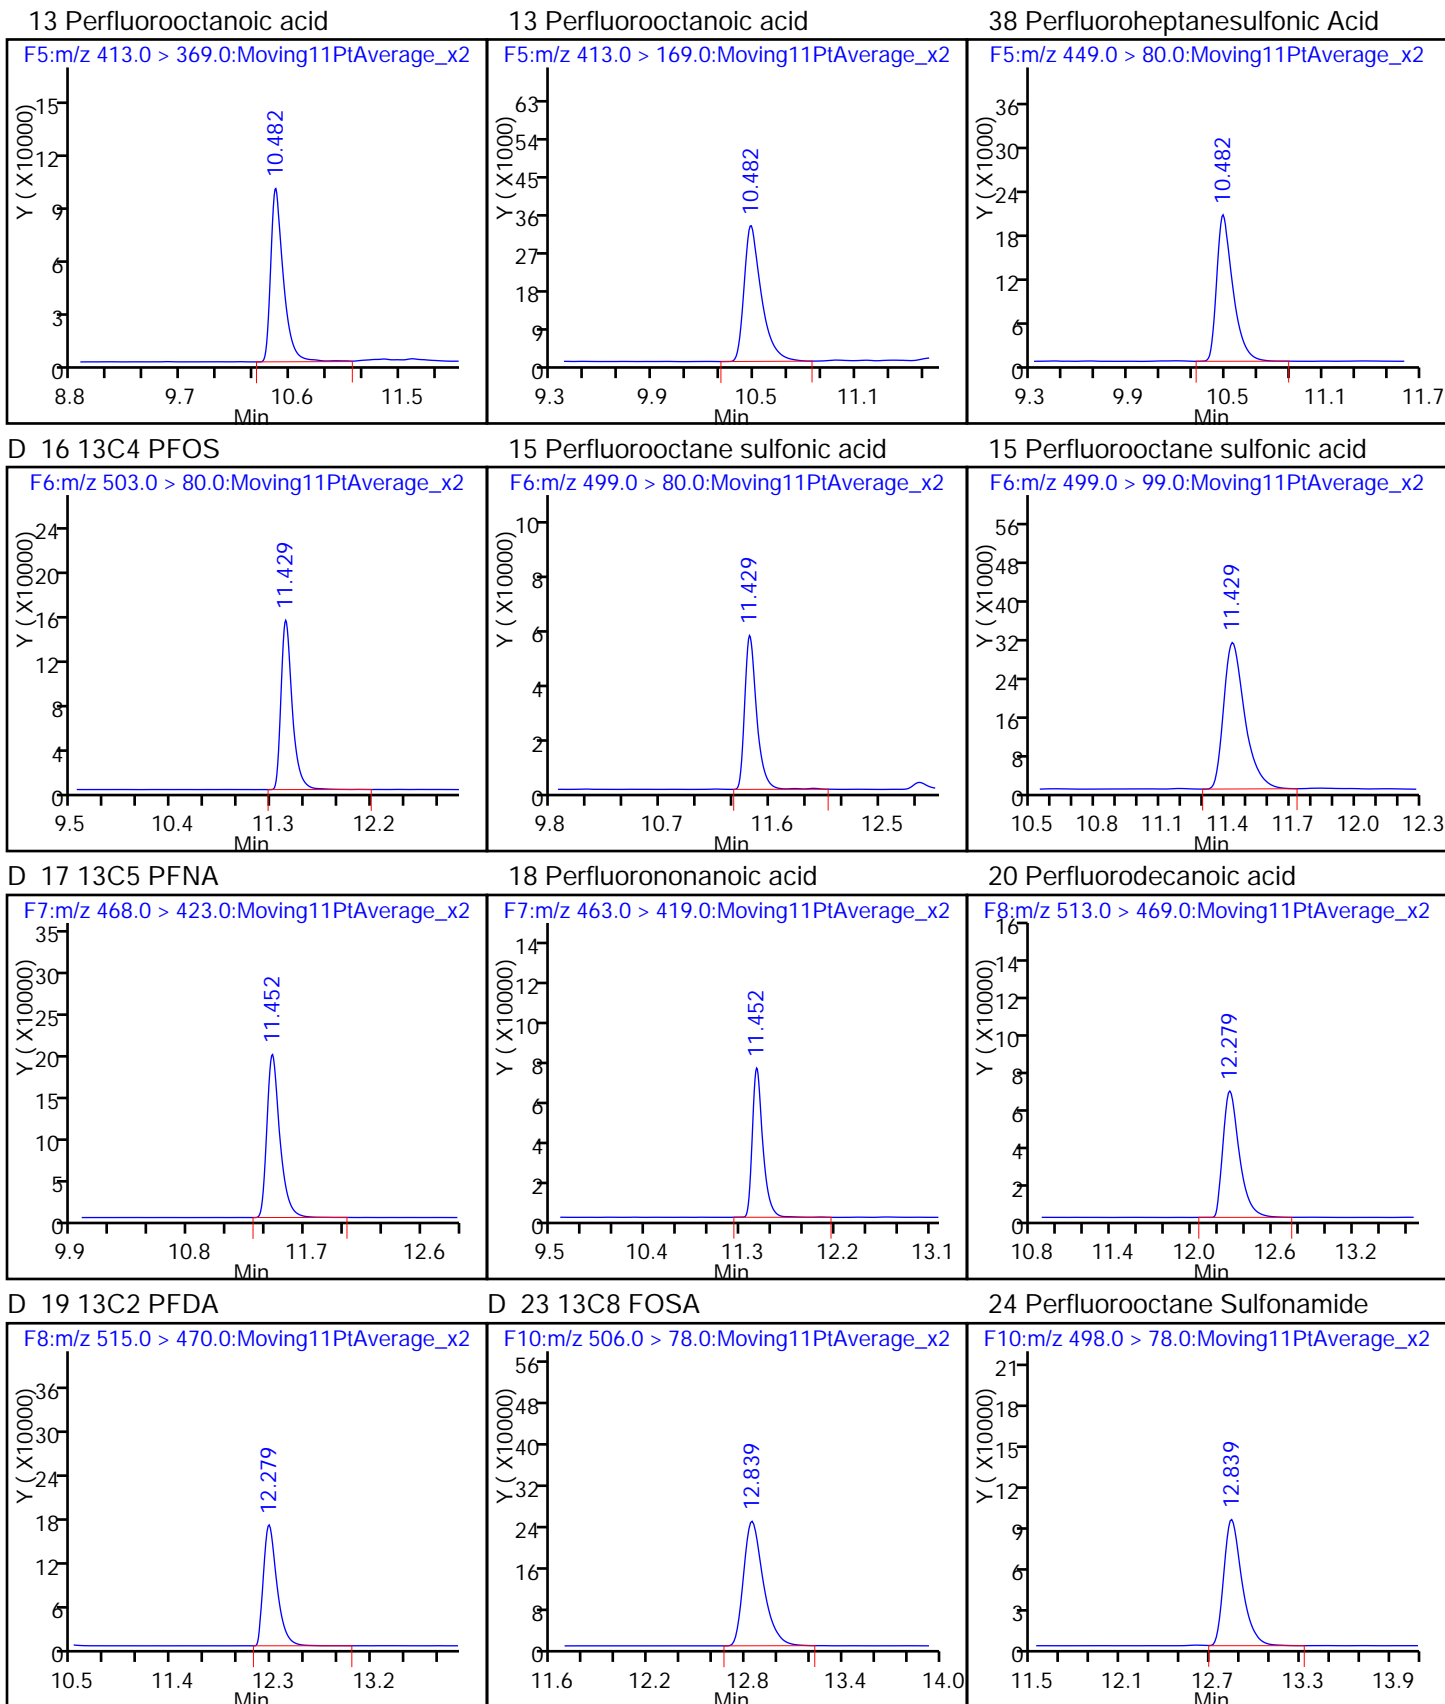 13 Perfluorooctanoic acid
F5:m/z 413.0 > 369.0:Moving11PtAverage_x2
Y ( X10000)
15
12
9
6
3
0
10.482
8.8 9.7 10.6 11.5
Min
13 Perfluorooctanoic acid
F5:m/z 413.0 > 169.0:Moving11PtAverage_x2
Y ( X1000)
63
54
45
36
27
18
9
0
10.482
9.3 9.9 10.5 11.1
Min
38 Perfluoroheptanesulfonic Acid
F5:m/z 449.0 > 80.0:Moving11PtAverage_x2
Y ( X10000)
36
30
24
18
12
6
0
10.482
9.3 9.9 10.5 11.1 11.7
Min
D 16 13C4 PFOS
F6:m/z 503.0 > 80.0:Moving11PtAverage_x2
Y ( X10000)
24
20
16
12
8
4
0
11.429
9.5 10.4 11.3 12.2
Min
15 Perfluorooctane sulfonic acid
F6:m/z 499.0 > 80.0:Moving11PtAverage_x2
Y ( X10000)
10
8
6
4
2
0
11.429
9.8 10.7 11.6 12.5
Min
15 Perfluorooctane sulfonic acid
F6:m/z 499.0 > 99.0:Moving11PtAverage_x2
Y ( X1000)
56
48
40
32
24
16
8
0
11.429
10.5 10.8 11.1 11.4 11.7 12.0 12.3
Min
D 17 13C5 PFNA
F7:m/z 468.0 > 423.0:Moving11PtAverage_x2
Y ( X10000)
35
30
25
20
15
10
5
0
11.452
9.9 10.8 11.7 12.6
Min
18 Perfluorononanoic acid
F7:m/z 463.0 > 419.0:Moving11PtAverage_x2
Y ( X10000)
14
12
10
8
6
4
2
0
11.452
9.5 10.4 11.3 12.2 13.1
Min
20 Perfluorodecanoic acid
F8:m/z 513.0 > 469.0:Moving11PtAverage_x2
Y ( X10000)
16
14
12
10
8
6
4
2
0
12.279
10.8 11.4 12.0 12.6 13.2
Min
D 19 13C2 PFDA
F8:m/z 515.0 > 470.0:Moving11PtAverage_x2
Y ( X10000)
36
30
24
18
12
6
0
12.279
10.5 11.4 12.3 13.2
Min
D 23 13C8 FOSA
F10:m/z 506.0 > 78.0:Moving11PtAverage_x2
Y ( X10000)
56
48
40
32
24
16
8
0
12.839
11.6 12.2 12.8 13.4 14.0
Min
24 Perfluorooctane Sulfonamide
F10:m/z 498.0 > 78.0:Moving11PtAverage_x2
Y ( X10000)
21
18
15
12
9
6
3
0
12.839
11.5 12.1 12.7 13.3 13.9
Min